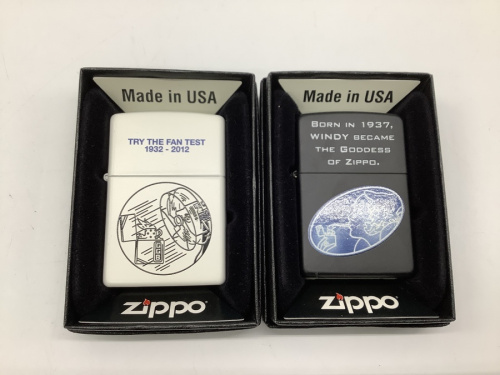 Made in USA
TRY THE FAN TEST
1932 - 2012
zippo
Made in USA
BORN IN 1937,
WINDY BECAME
THE GODDESS
OF ZIPPO.
zippo